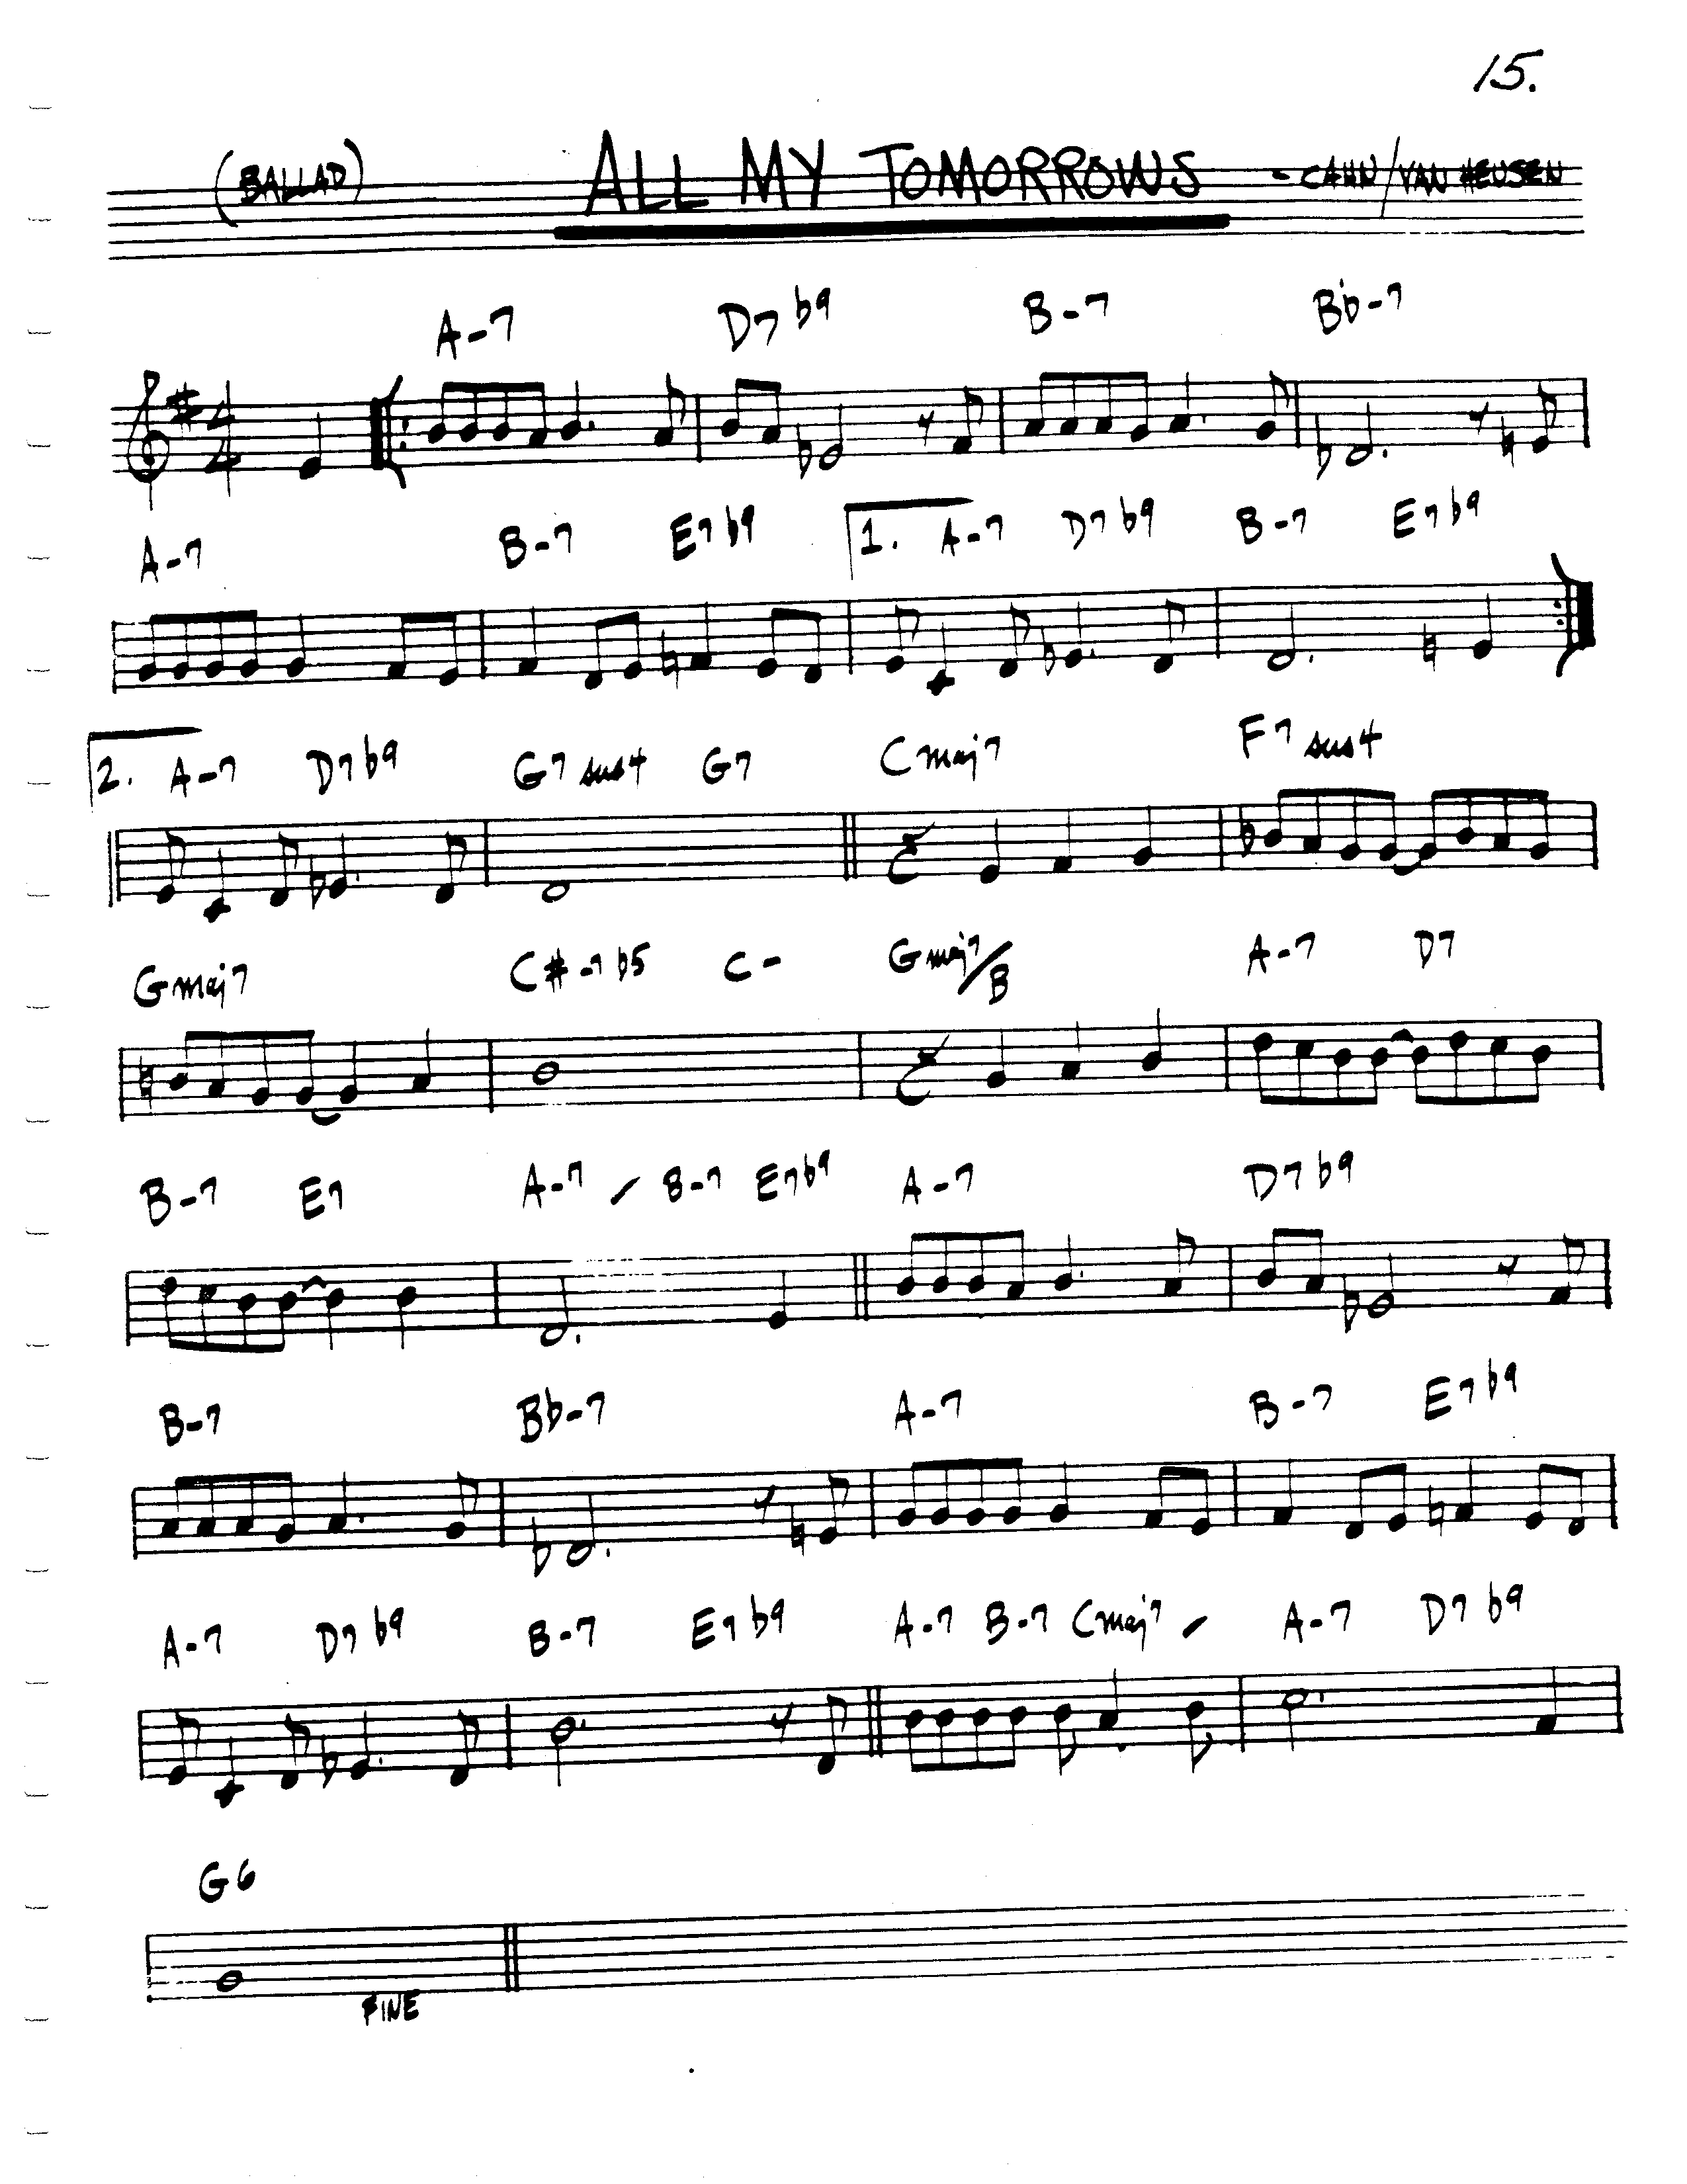 15.
(BALLAD) ALL MY TOMORROWS - CAHN/VAN HEUSEN
A-7 D7b9 B-7 Bb-7
4/4
A-7 B-7 E7b9 1. A-7 D7b9 B-7 E7b9
2. A-7 D7b9 G7sus4 G7 Cmaj7 F7sus4
Gmaj7 C#-7b5 C- Gmaj7/B A-7 D7
B-7 E7 A-7 / B-7 E7b9 A-7 D7b9
B-7 Bb-7 A-7 B-7 E7b9
A-7 D7b9 B-7 E7b9 A-7 B-7 Cmaj7 / A-7 D7b9
G6
FINE